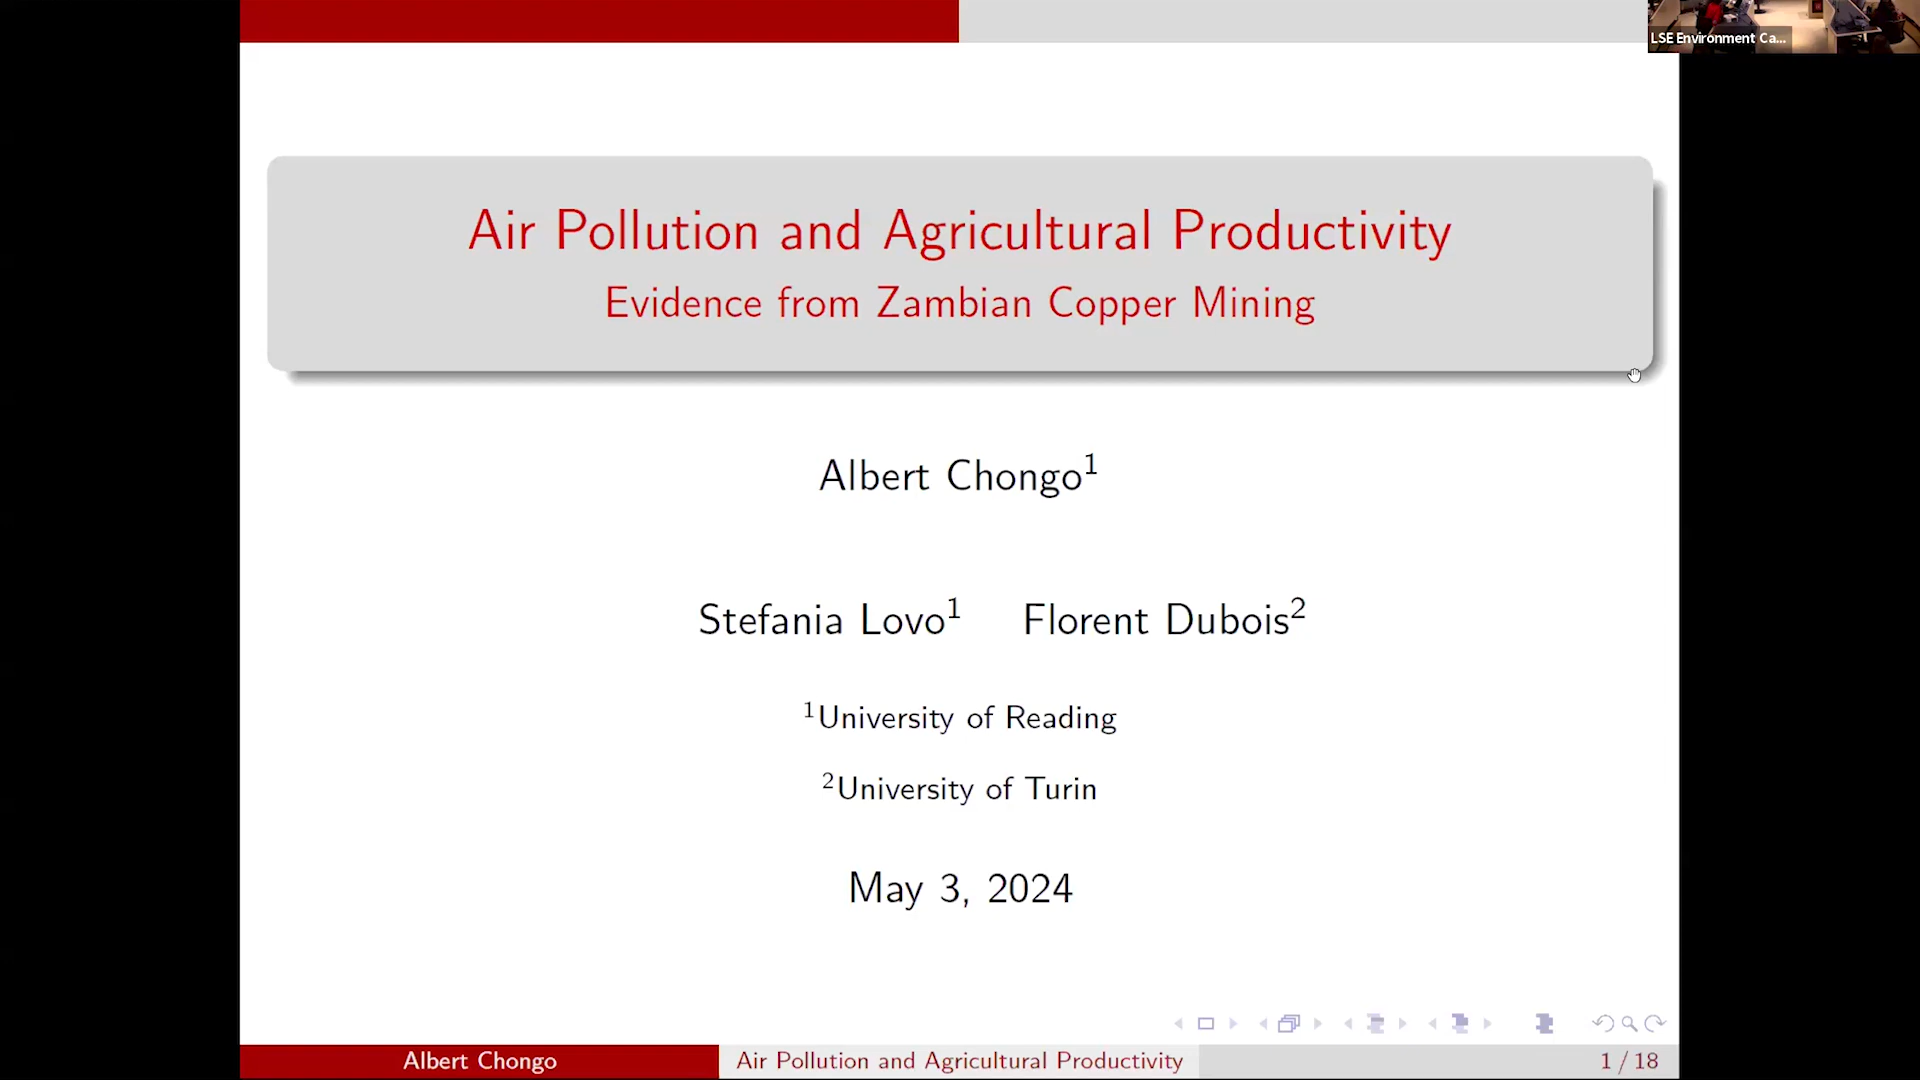 LSE Environment Ca...
Air Pollution and Agricultural Productivity
Evidence from Zambian Copper Mining
Albert Chongo¹
Stefania Lovo¹ Florent Dubois²
¹University of Reading
²University of Turin
May 3, 2024
Albert Chongo Air Pollution and Agricultural Productivity 1 / 18